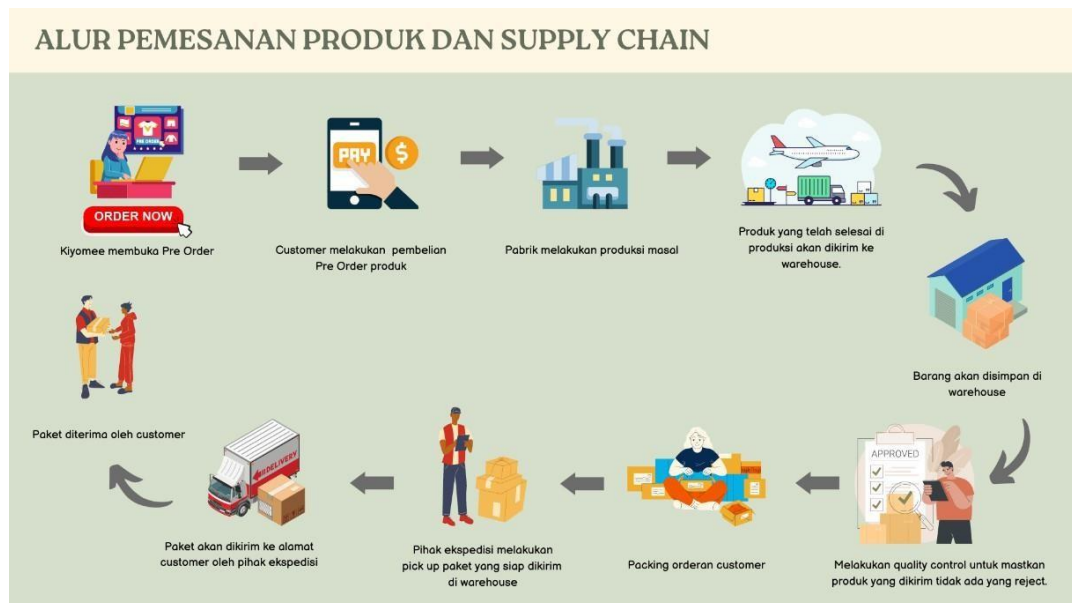 ALUR PEMESANAN PRODUK DAN SUPPLY CHAIN
PRE ORDER
ORDER NOW
Kiyomee membuka Pre Order
PAY
$
Customer melakukan pembelian
Pre Order produk
Pabrik melakukan produksi masal
Produk yang telah selesai di
produksi akan dikirim ke
warehouse.
Barang akan disimpan di
warehouse
APPROVED
Melakukan quality control untuk mastkan
produk yang dikirim tidak ada yang reject.
Packing orderan customer
Pihak ekspedisi melakukan
pick up paket yang siap dikirim
di warehouse
DELIVERY
Paket akan dikirim ke alamat
customer oleh pihak ekspedisi
Paket diterima oleh customer